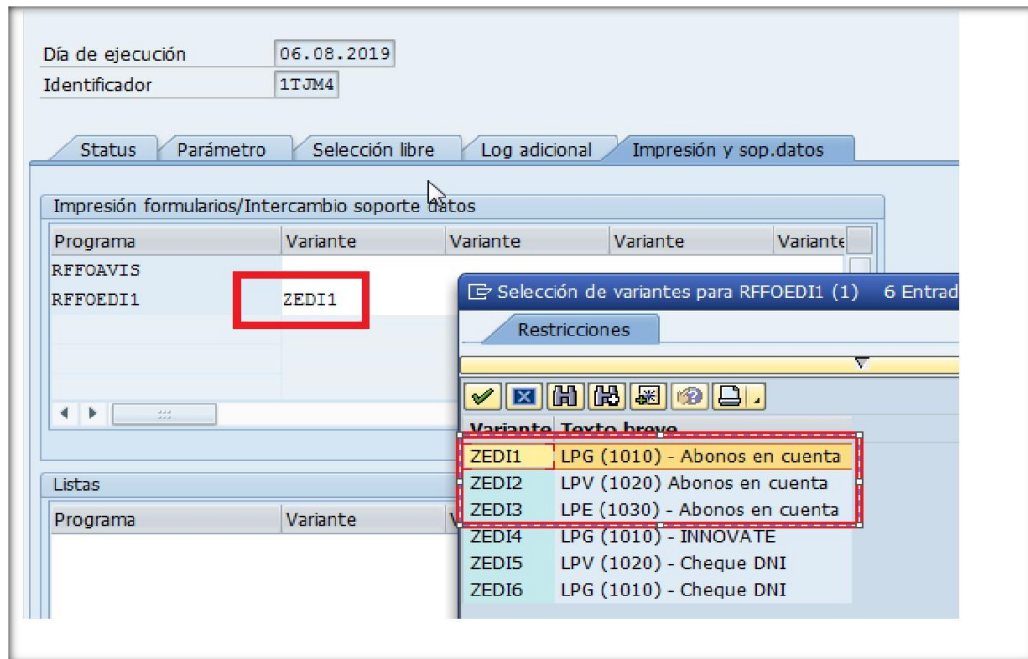 Día de ejecución 06.08.2019
Identificador 1TJM4
Status Parámetro Selección libre Log adicional Impresión y sop.datos
Impresión formularios/Intercambio soporte datos
Programa Variante Variante Variante Variante
RFFOAVIS
RFFOEDI1 ZEDI1
Selección de variantes para RFFOEDI1 (1) 6 Entrad
Restricciones
Variante Texto breve
ZEDI1 LPG (1010) - Abonos en cuenta
ZEDI2 LPV (1020) Abonos en cuenta
ZEDI3 LPE (1030) - Abonos en cuenta
ZEDI4 LPG (1010) - INNOVATE
ZEDI5 LPV (1020) - Cheque DNI
ZEDI6 LPG (1010) - Cheque DNI
Listas
Programa Variante V